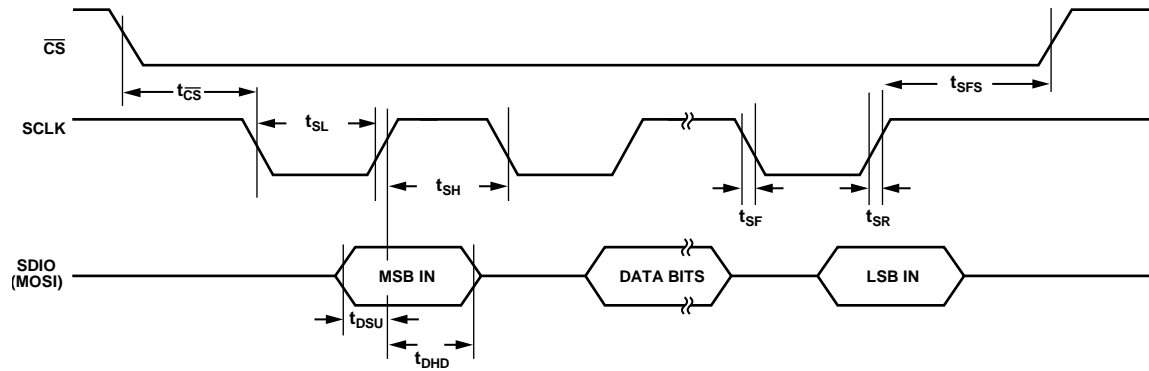 CS
tCS
tSFS
SCLK
tSL
tSH
tSF
tSR
SDIO
(MOSI)
MSB IN
DATA BITS
LSB IN
tDSU
tDHD